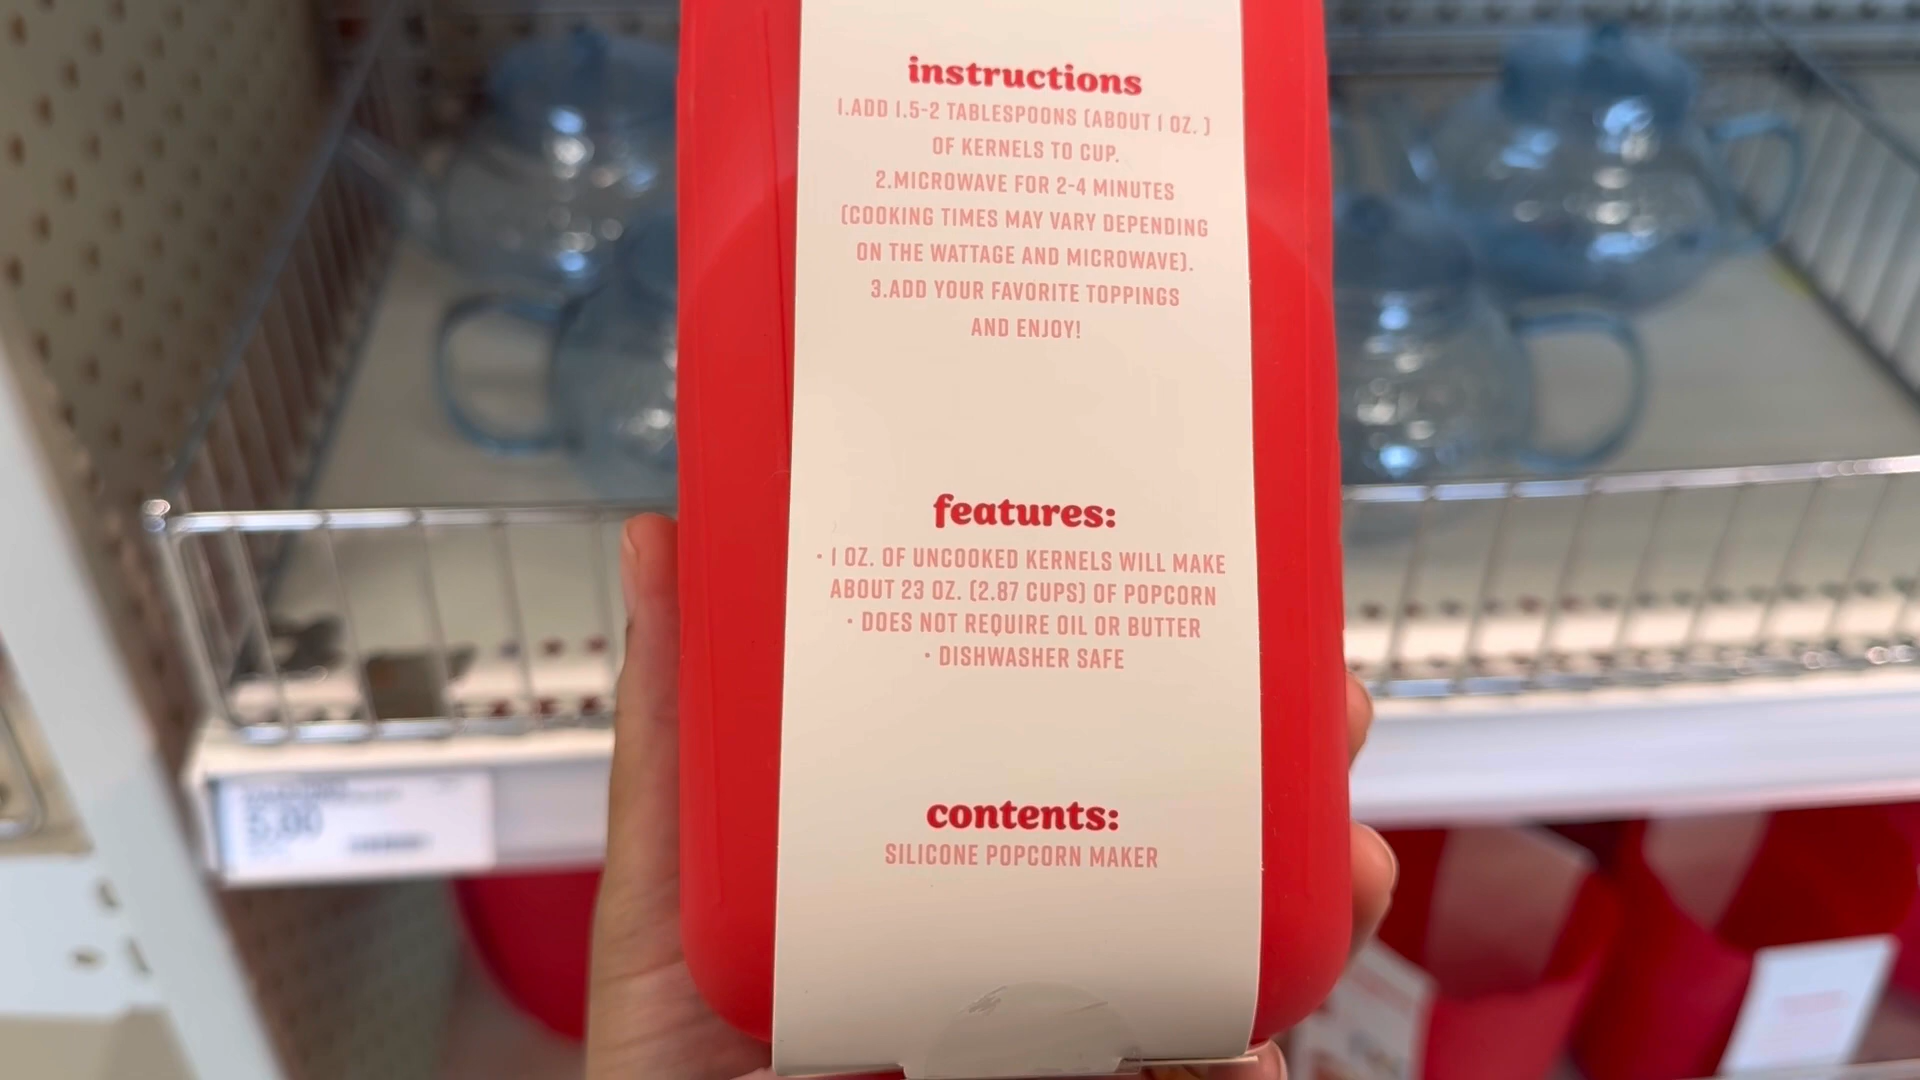 instructions
1.ADD 1.5-2 TABLESPOONS (ABOUT 1 OZ. )
OF KERNELS TO CUP.
2.MICROWAVE FOR 2-4 MINUTES
(COOKING TIMES MAY VARY DEPENDING
ON THE WATTAGE AND MICROWAVE).
3.ADD YOUR FAVORITE TOPPINGS
AND ENJOY!
features:
· 1 OZ. OF UNCOOKED KERNELS WILL MAKE
ABOUT 23 OZ. (2.87 CUPS) OF POPCORN
· DOES NOT REQUIRE OIL OR BUTTER
· DISHWASHER SAFE
contents:
SILICONE POPCORN MAKER
5.00